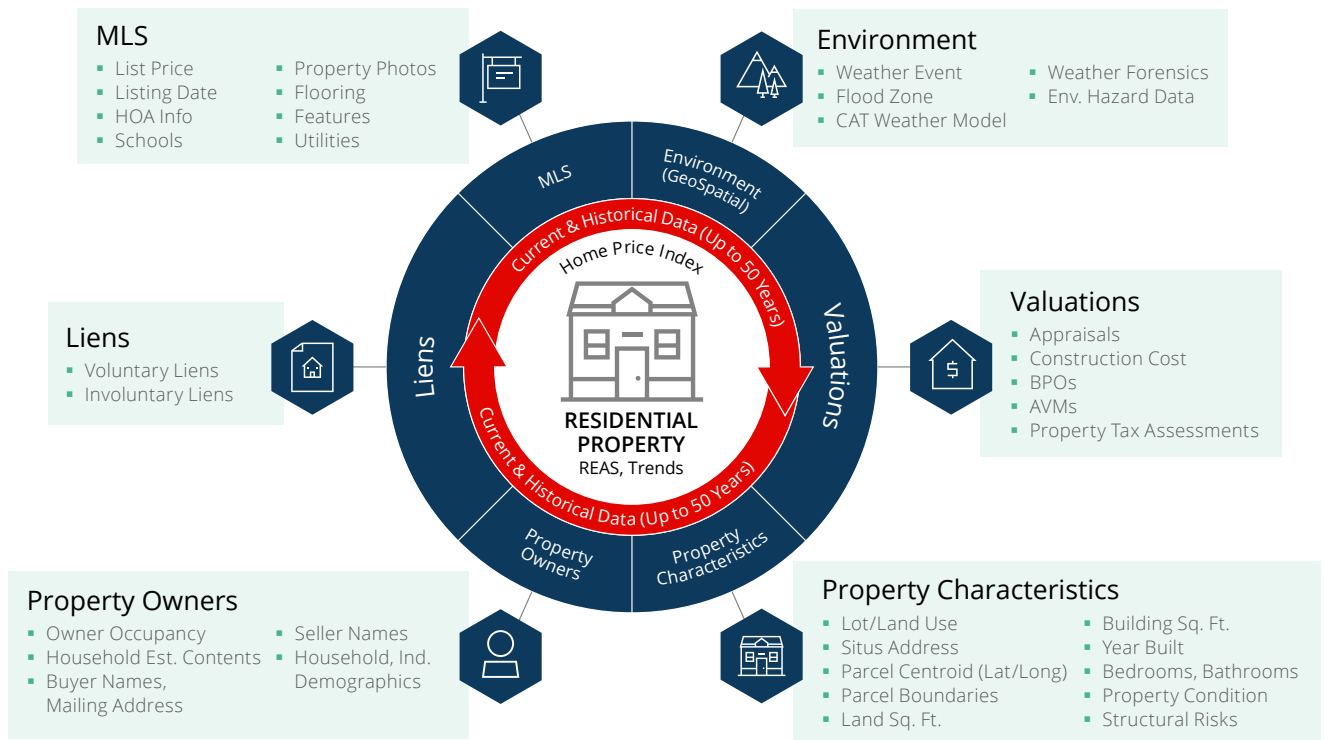 MLS
List Price
Listing Date
HOA Info
Schools
Property Photos
Flooring
Features
Utilities
Environment
Weather Event
Flood Zone
CAT Weather Model
Weather Forensics
Env. Hazard Data
Liens
Voluntary Liens
Involuntary Liens
Valuations
Appraisals
Construction Cost
BPOs
AVMs
Property Tax Assessments
Property Owners
Owner Occupancy
Household Est. Contents
Buyer Names,
Mailing Address
Seller Names
Household, Ind.
Demographics
Property Characteristics
Lot/Land Use
Situs Address
Parcel Centroid (Lat/Long)
Parcel Boundaries
Land Sq. Ft.
Building Sq. Ft.
Year Built
Bedrooms, Bathrooms
Property Condition
Structural Risks
MLS
Environment
(GeoSpatial)
Liens
Valuations
Property
Owners
Property
Characteristics
Current & Historical Data (Up to 50 Years)
Home Price Index
$
RESIDENTIAL
PROPERTY
REAS, Trends
Current & Historical Data (Up to 50 Years)